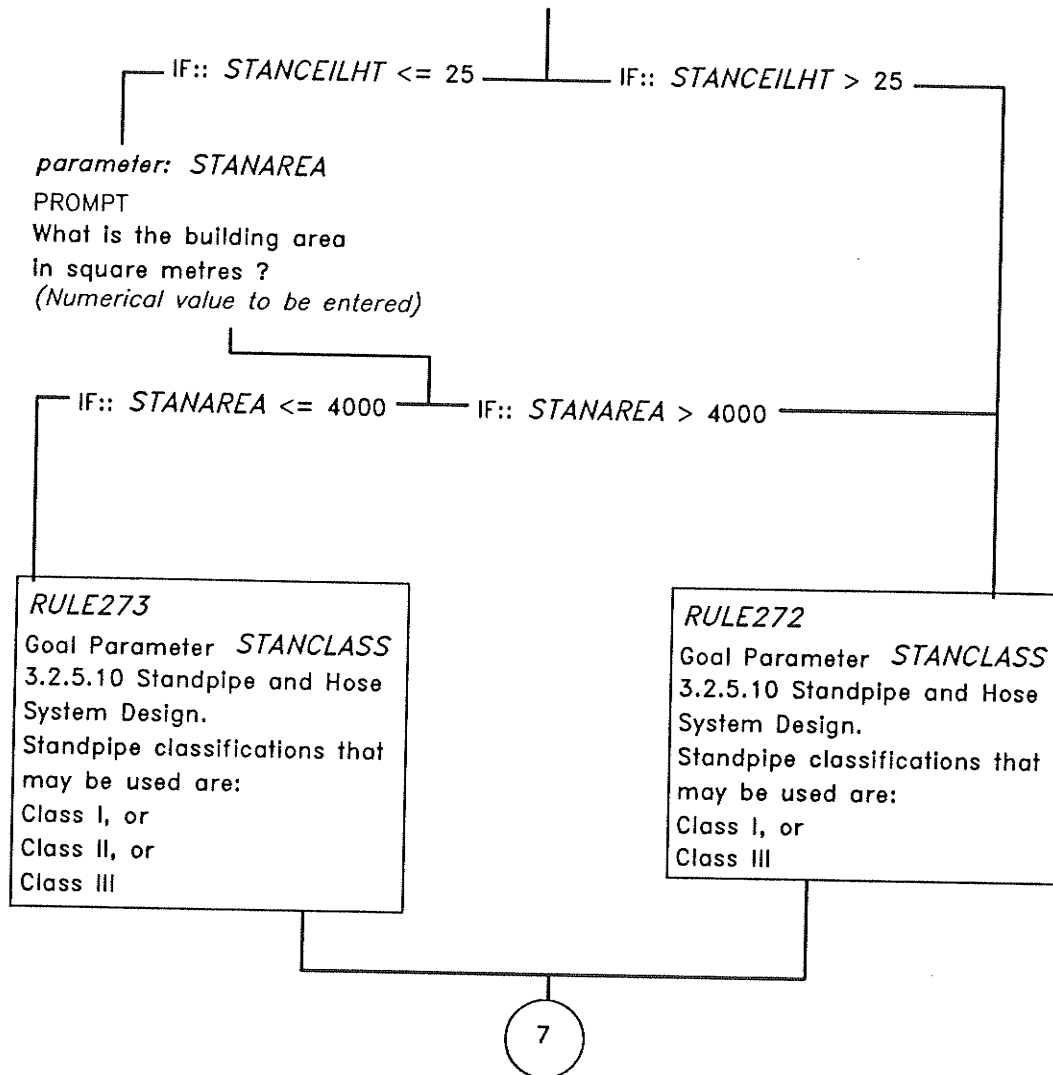 IF:: STANCEILHT <= 25
IF:: STANCEILHT > 25
parameter: STANAREA
PROMPT
What is the building area
in square metres ?
(Numerical value to be entered)
IF:: STANAREA <= 4000
IF:: STANAREA > 4000
RULE273
Goal Parameter STANCLASS
3.2.5.10 Standpipe and Hose
System Design.
Standpipe classifications that
may be used are:
Class I, or
Class II, or
Class III
RULE272
Goal Parameter STANCLASS
3.2.5.10 Standpipe and Hose
System Design.
Standpipe classifications that
may be used are:
Class I, or
Class III
7